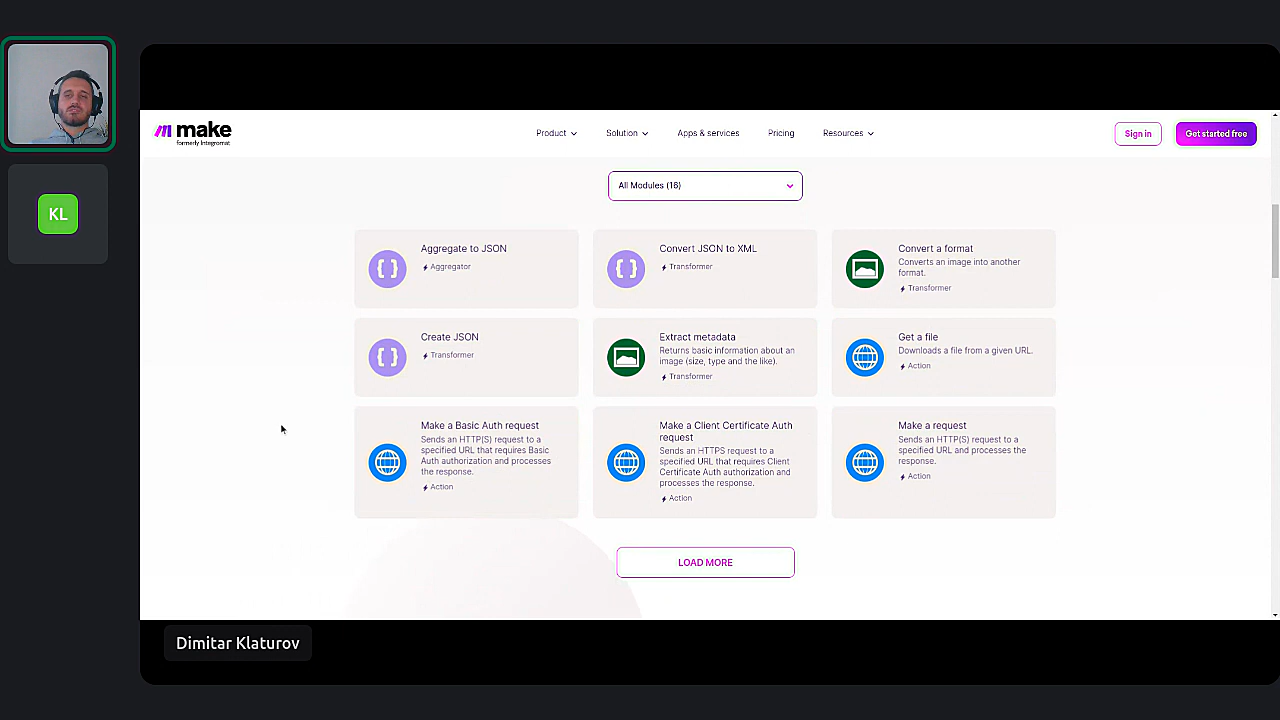 KL
make
formerly Integromat
Product
Solution
Apps & services
Pricing
Resources
Sign in
Get started free
All Modules (16)
Aggregate to JSON
Aggregator
Convert JSON to XML
Transformer
Convert a format
Converts an image into another
format.
Transformer
Create JSON
Transformer
Extract metadata
Returns basic information about an
image (size, type and the like).
Transformer
Get a file
Downloads a file from a given URL.
Action
Make a Basic Auth request
Sends an HTTP(S) request to a
specified URL that requires Basic
Auth authorization and processes
the response.
Action
Make a Client Certificate Auth
request
Sends an HTTPS request to a
specified URL that requires Client
Certificate Auth authorization and
processes the response.
Action
Make a request
Sends an HTTP(S) request to a
specified URL and processes the
response.
Action
LOAD MORE
Dimitar Klaturov